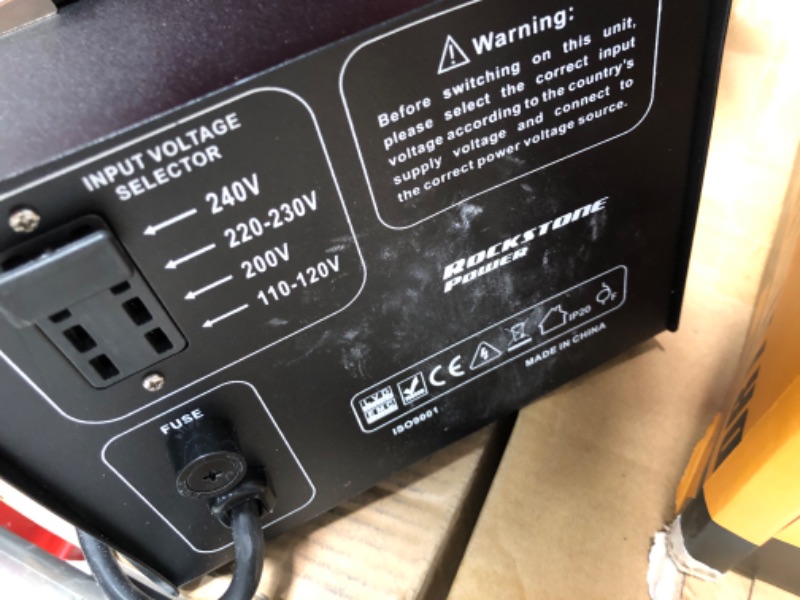 Warning:
Before switching on this unit,
please select the correct input
voltage according to the country's
supply voltage and connect to
the correct power voltage source.
INPUT VOLTAGE
SELECTOR
240V
220-230V
200V
110-120V
ROCKSTONE
POWER
LVD
EMC
CE
IP20
F
MADE IN CHINA
ISO9001
FUSE